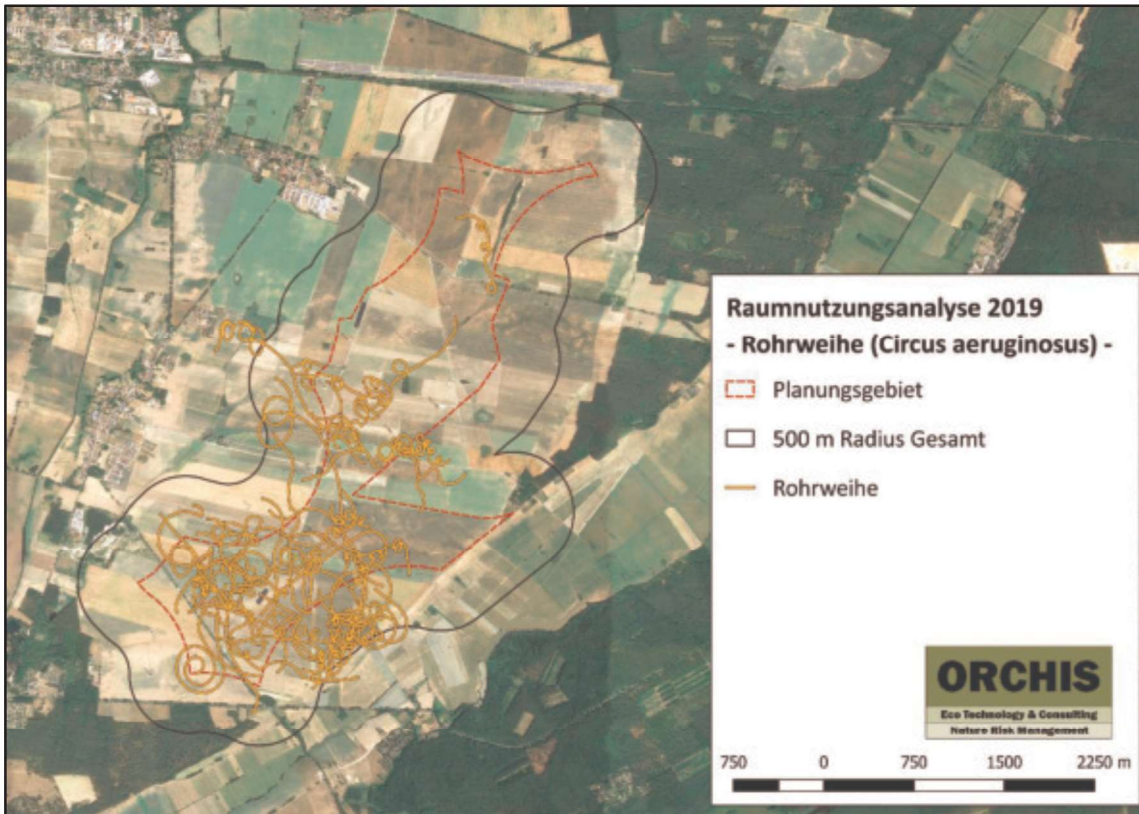 Raumnutzungsanalyse 2019
- Rohrweihe (Circus aeruginosus) -
Planungsgebiet
500 m Radius Gesamt
Rohrweihe
ORCHIS
Eco Technology & Consulting
Nature Risk Management
750 0 750 1500 2250 m